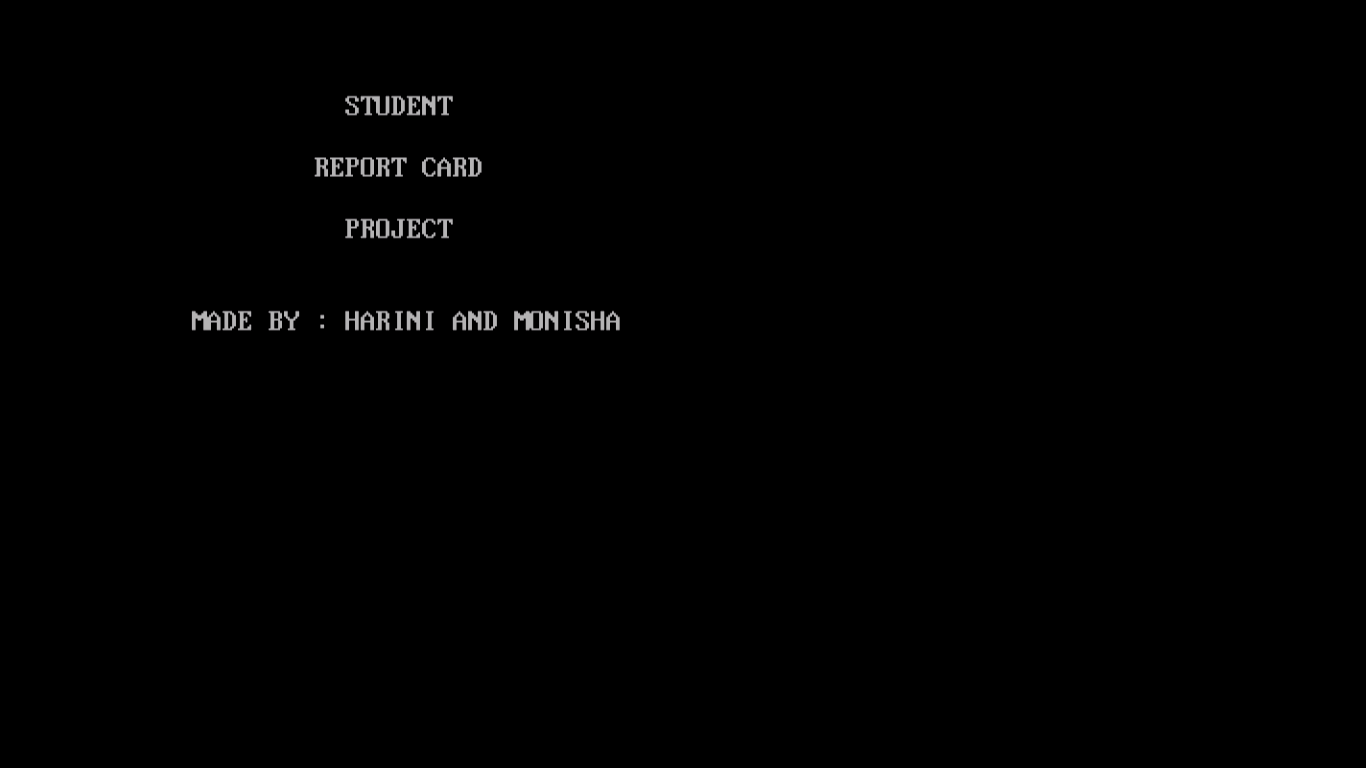 STUDENT
REPORT CARD
PROJECT
MADE BY : HARINI AND MONISHA